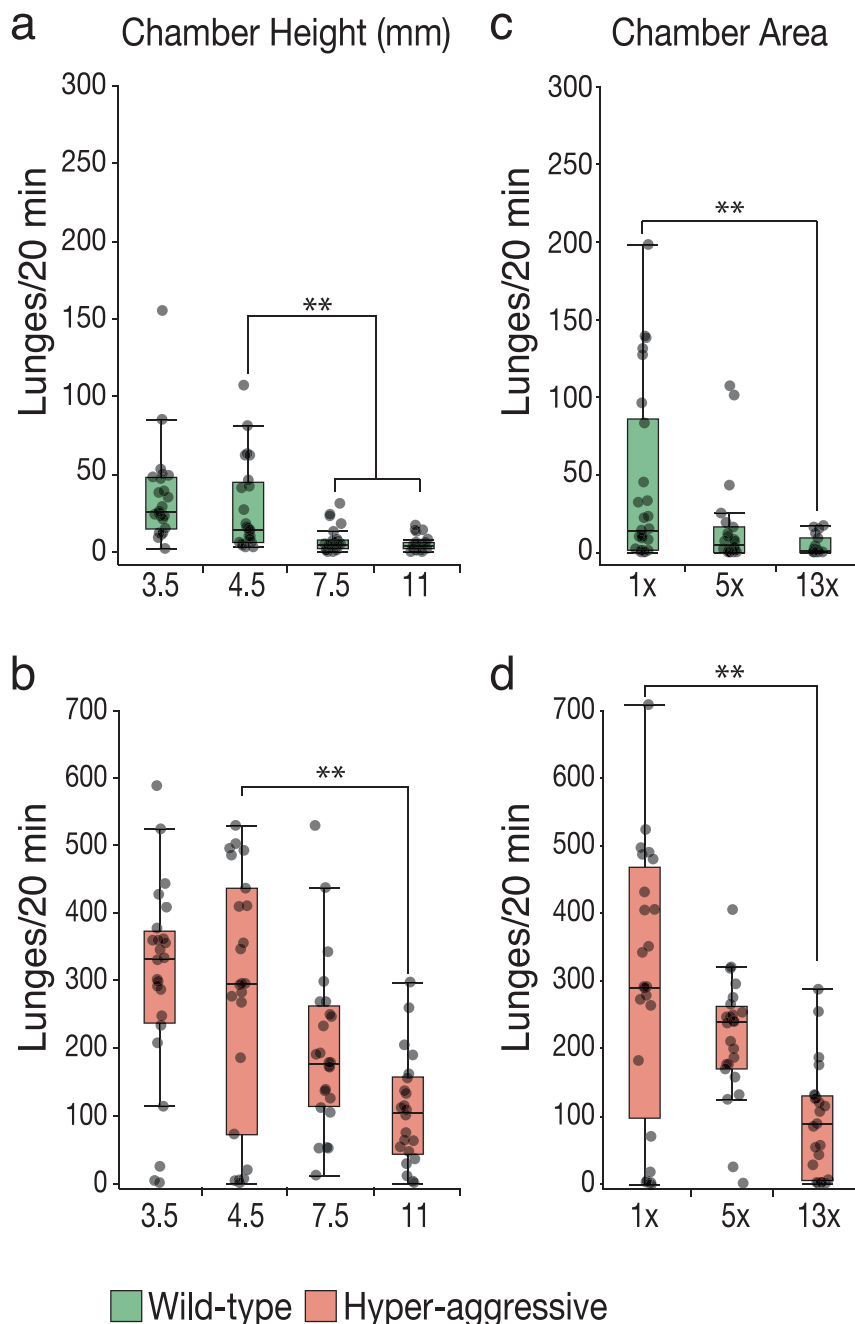 a Chamber Height (mm)
Lunges/20 min
300
250
200
150
100
50
0
**
3.5 4.5 7.5 11
c Chamber Area
Lunges/20 min
300
250
200
150
100
50
0
**
1x 5x 13x
b
Lunges/20 min
700
600
500
400
300
200
100
0
**
3.5 4.5 7.5 11
d
Lunges/20 min
700
600
500
400
300
200
100
0
**
1x 5x 13x
Wild-type Hyper-aggressive